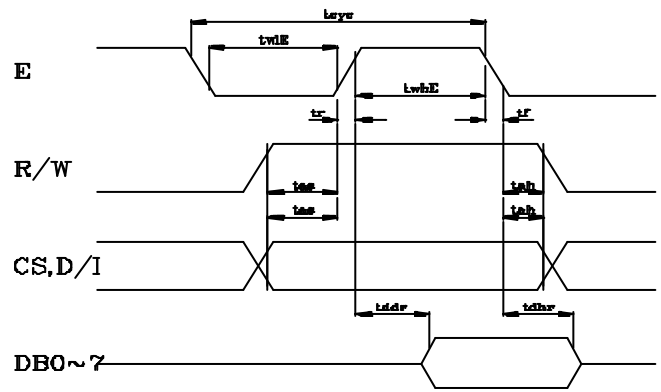 tcyc
twlE
E
twhE
tr
tf
R/W
tas
tah
tas
tah
CS,D/I
tddr
tdhr
DB0~7